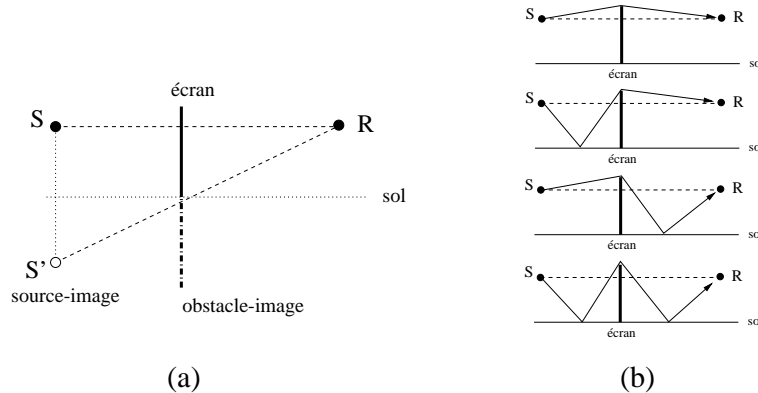 écran
S
R
sol
S'
source-image
obstacle-image
(a)
S
R
écran
S
R
écran
S
R
écran
S
R
écran
(b)